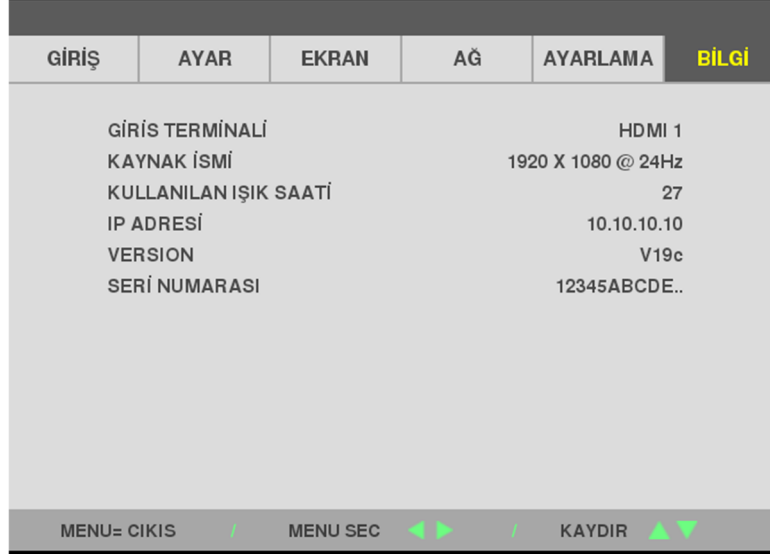 GİRİŞ AYAR EKRAN AĞ AYARLAMA BİLGİ
GİRİS TERMİNALİ HDMI 1
KAYNAK İSMİ 1920 X 1080 @ 24Hz
KULLANILAN IŞIK SAATİ 27
IP ADRESİ 10.10.10.10
VERSION V19c
SERİ NUMARASI 12345ABCDE..
MENU= CIKIS / MENU SEC ◀ ▶ / KAYDIR ▲ ▼